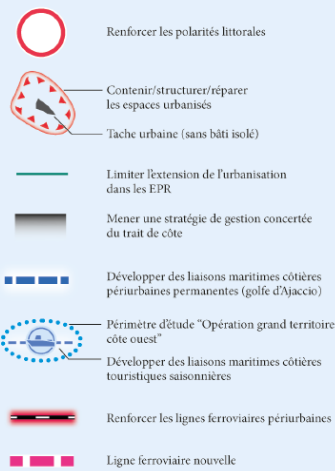 Renforcer les polarités littorales
Contenir/structurer/réparer
les espaces urbanisés
Tache urbaine (sans bâti isolé)
Limiter l'extension de l'urbanisation
dans les EPR
Mener une stratégie de gestion concertée
du trait de côte
Développer des liaisons maritimes côtières
périurbaines permanentes (golfe d'Ajaccio)
Périmètre d'étude "Opération grand territoire
côte ouest"
Développer des liaisons maritimes côtières
touristiques saisonnières
Renforcer les lignes ferroviaires périurbaines
Ligne ferroviaire nouvelle